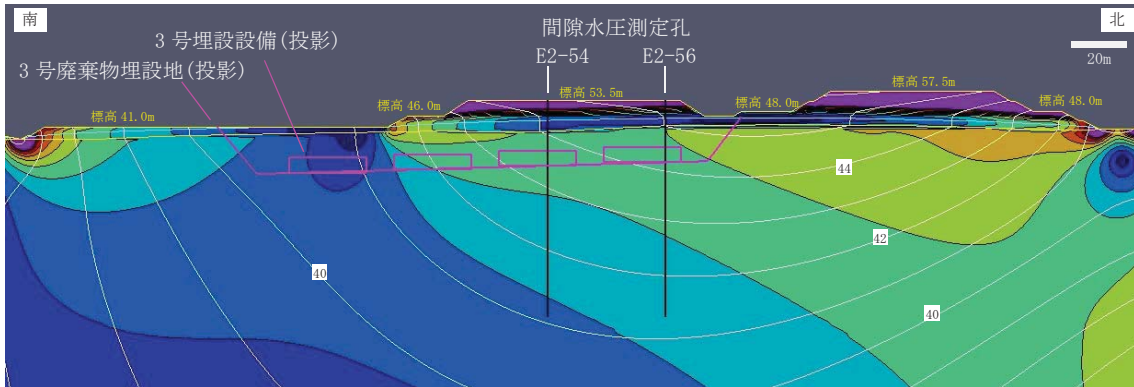 南
北
間隙水圧測定孔
3 号埋設設備(投影)
E2-54
E2-56
20m
3 号廃棄物埋設地(投影)
標高 53.5m
標高 57.5m
標高 41.0m
標高 46.0m
標高 48.0m
標高 48.0m
44
42
40
40